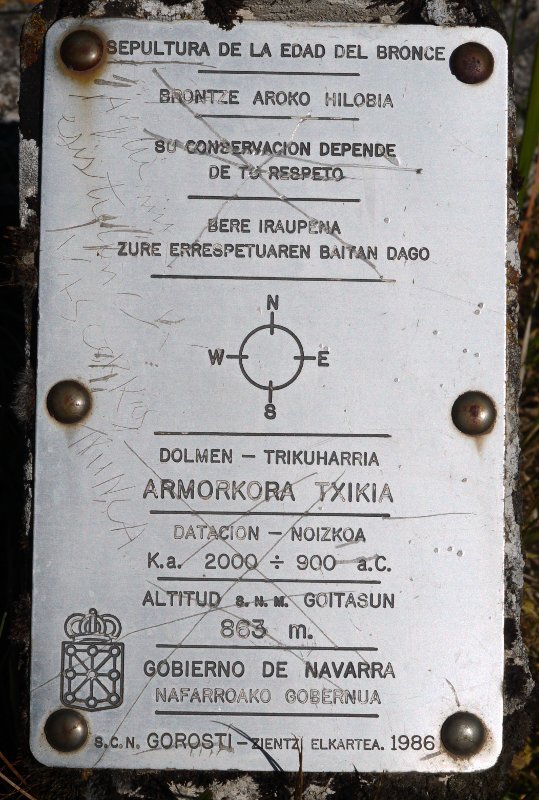 SEPULTURA DE LA EDAD DEL BRONCE
BRONTZE AROKO HILOBIA
SU CONSERVACION DEPENDE
DE TU RESPETO
BERE IRAUPENA
ZURE ERRESPETUAREN BAITAN DAGO
N
W E
S
DOLMEN - TRIKUHARRIA
ARMORKORA TXIKIA
DATACION - NOIZKOA
K.a. 2000 ÷ 900 a.C.
ALTITUD S.N.M. GOITASUN
863 m.
GOBIERNO DE NAVARRA
NAFARROAKO GOBERNUA
S.C.N. GOROSTI - ZIENTZI ELKARTEA. 1986